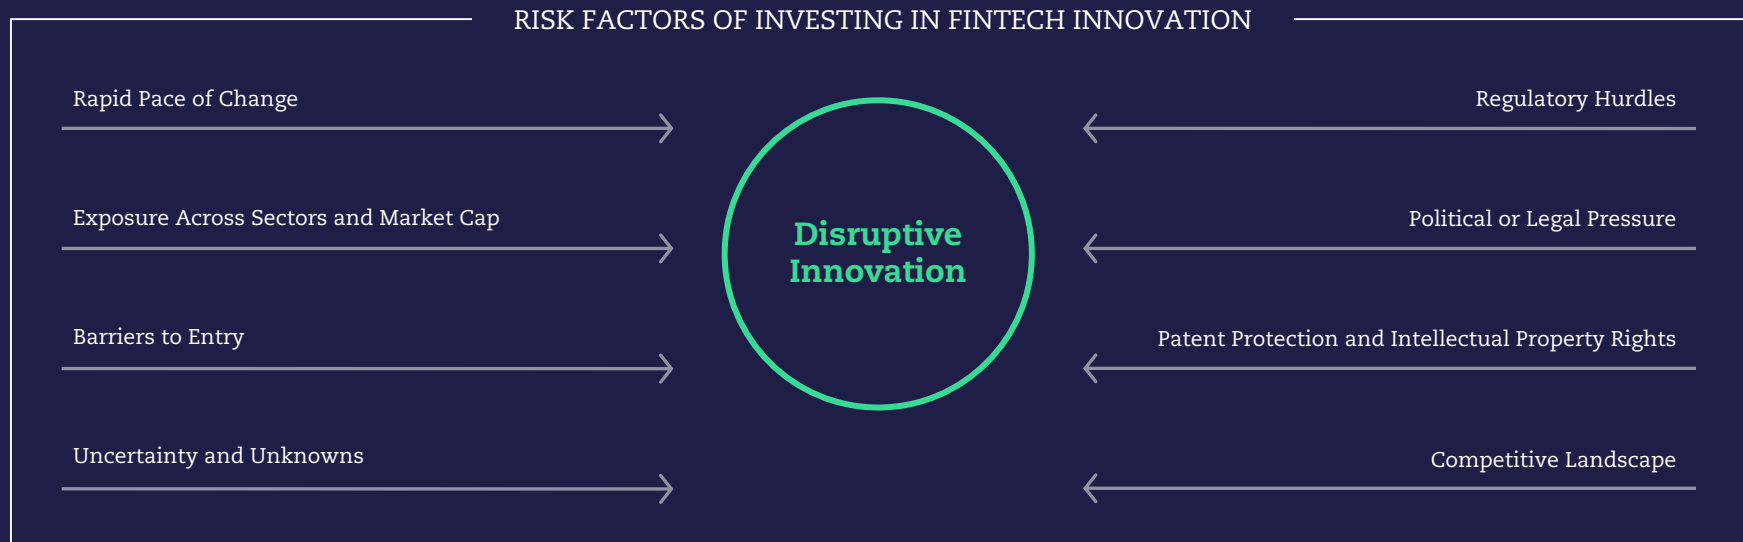 RISK FACTORS OF INVESTING IN FINTECH INNOVATION
Rapid Pace of Change
Exposure Across Sectors and Market Cap
Barriers to Entry
Uncertainty and Unknowns
Disruptive
Innovation
Regulatory Hurdles
Political or Legal Pressure
Patent Protection and Intellectual Property Rights
Competitive Landscape